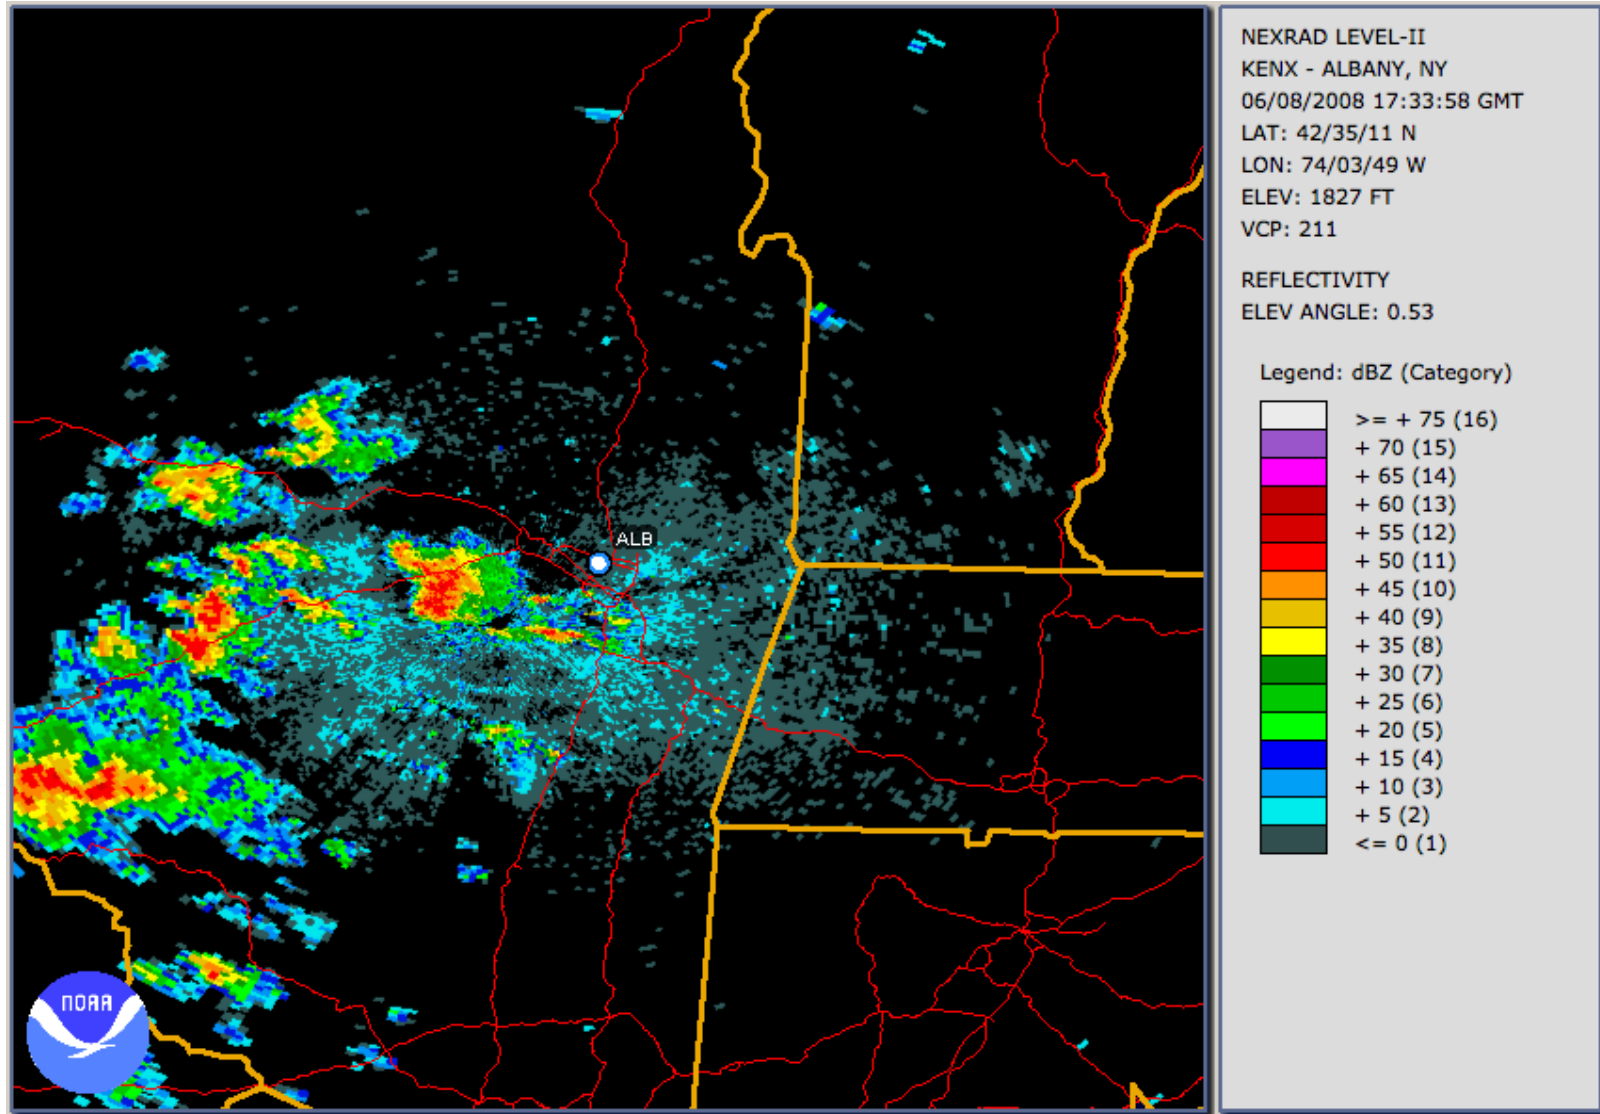 ALB
NOAA
NEXRAD LEVEL-II
KENX - ALBANY, NY
06/08/2008 17:33:58 GMT
LAT: 42/35/11 N
LON: 74/03/49 W
ELEV: 1827 FT
VCP: 211
REFLECTIVITY
ELEV ANGLE: 0.53
Legend: dBZ (Category)
>= + 75 (16)
+ 70 (15)
+ 65 (14)
+ 60 (13)
+ 55 (12)
+ 50 (11)
+ 45 (10)
+ 40 (9)
+ 35 (8)
+ 30 (7)
+ 25 (6)
+ 20 (5)
+ 15 (4)
+ 10 (3)
+ 5 (2)
<= 0 (1)